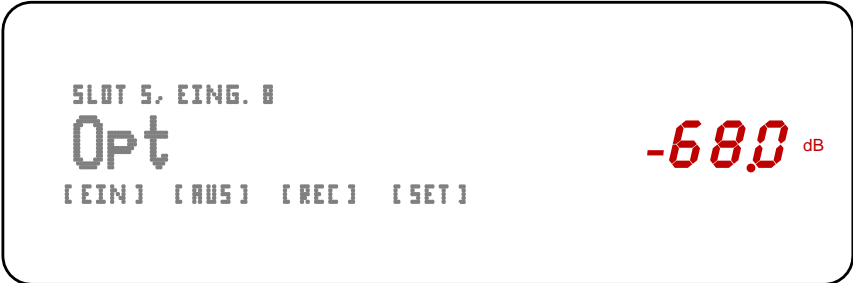 SLOT 5, EING. 8
Opt
-68.0 dB
[EIN] [AUS] [REC] [SET]